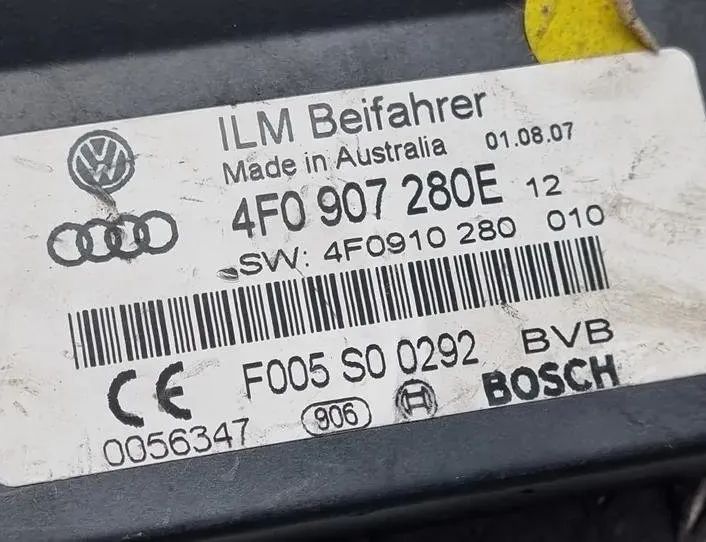 ILM Beifahrer
Made in Australia 01.08.07
4F0 907 280E 12
SW: 4F0910 280 010
F005 S0 0292 BVB
CE 906 BOSCH
0056347